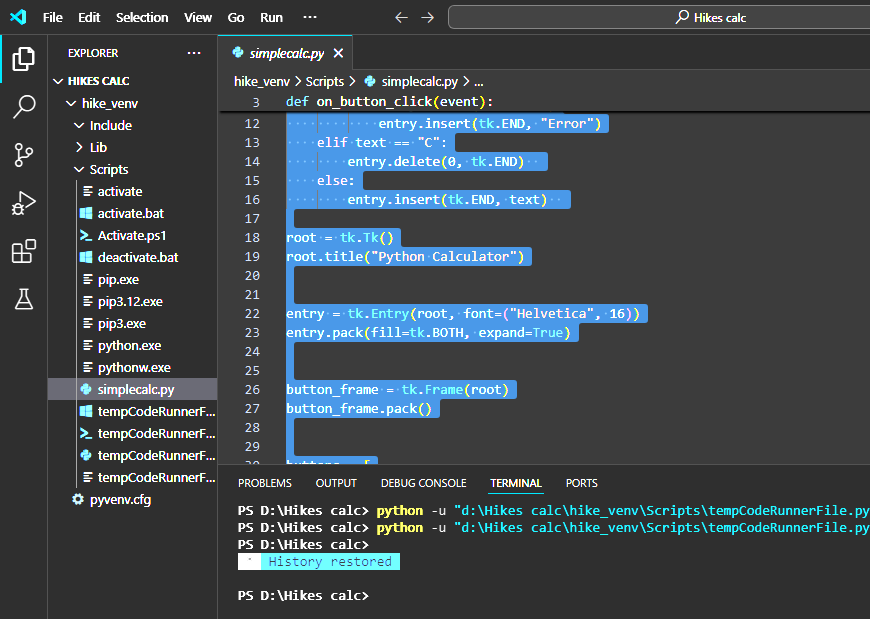 File Edit Selection View Go Run ··· ← → Hikes calc
EXPLORER ···
HIKES CALC
hike_venv
Include
Lib
Scripts
activate
activate.bat
Activate.ps1
deactivate.bat
pip.exe
pip3.12.exe
pip3.exe
python.exe
pythonw.exe
simplecalc.py
tempCodeRunnerF...
tempCodeRunnerF...
tempCodeRunnerF...
tempCodeRunnerF...
pyvenv.cfg
simplecalc.py ×
hike_venv > Scripts > simplecalc.py > ...
3 def on_button_click(event):
12 entry.insert(tk.END, "Error")
13 elif text == "C":
14 entry.delete(0, tk.END)
15 else:
16 entry.insert(tk.END, text)
17
18 root = tk.Tk()
19 root.title("Python Calculator")
20
21
22 entry = tk.Entry(root, font=("Helvetica", 16))
23 entry.pack(fill=tk.BOTH, expand=True)
24
25
26 button_frame = tk.Frame(root)
27 button_frame.pack()
28
29
PROBLEMS OUTPUT DEBUG CONSOLE TERMINAL PORTS
PS D:\Hikes calc> python -u "d:\Hikes calc\hike_venv\Scripts\tempCodeRunnerFile.py
PS D:\Hikes calc> python -u "d:\Hikes calc\hike_venv\Scripts\tempCodeRunnerFile.py
PS D:\Hikes calc>
* History restored
PS D:\Hikes calc>